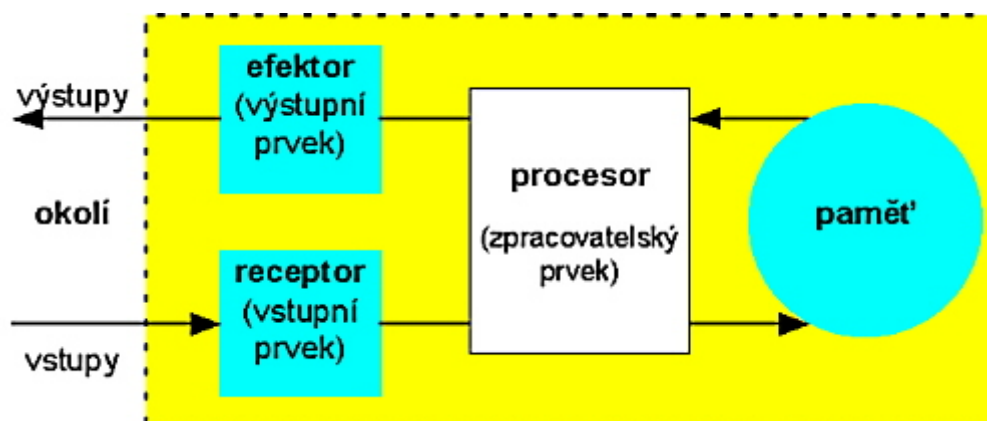 výstupy
efektor
(výstupní
prvek)
okolí
procesor
(zpracovatelský
prvek)
paměť
receptor
(vstupní
prvek)
vstupy